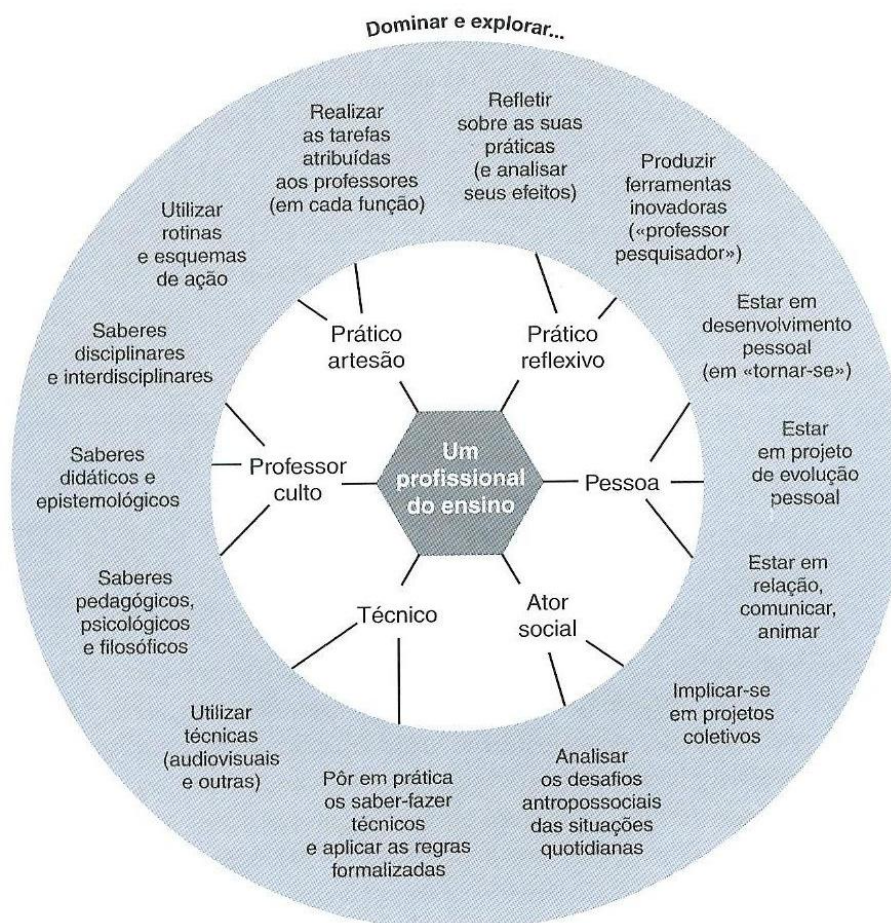 Dominar e explorar...
Realizar
as tarefas
atribuídas
aos professores
(em cada função)
Refletir
sobre as suas
práticas
(e analisar
seus efeitos)
Produzir
ferramentas
inovadoras
(«professor
pesquisador»)
Estar em
desenvolvimento
pessoal
(em «tornar-se»)
Estar
em projeto
de evolução
pessoal
Estar em
relação,
comunicar,
animar
Implicar-se
em projetos
coletivos
Analisar
os desafios
antropossociais
das situações
quotidianas
Pôr em prática
os saber-fazer
técnicos
e aplicar as regras
formalizadas
Utilizar
técnicas
(audiovisuais
e outras)
Saberes
pedagógicos,
psicológicos
e filosóficos
Saberes
didáticos e
epistemológicos
Saberes
disciplinares
e interdisciplinares
Utilizar
rotinas
e esquemas
de ação
Prático
artesão
Prático
reflexivo
Pessoa
Ator
social
Técnico
Professor
culto
Um
profissional
do ensino